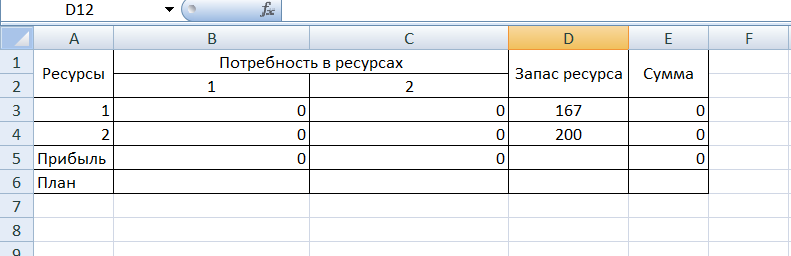 D12 fx
A B C D E F
1 Ресурсы Потребность в ресурсах Запас ресурса Сумма
2 1 2
3 1 0 0 167 0
4 2 0 0 200 0
5 Прибыль 0 0 0
6 План
7
8
9